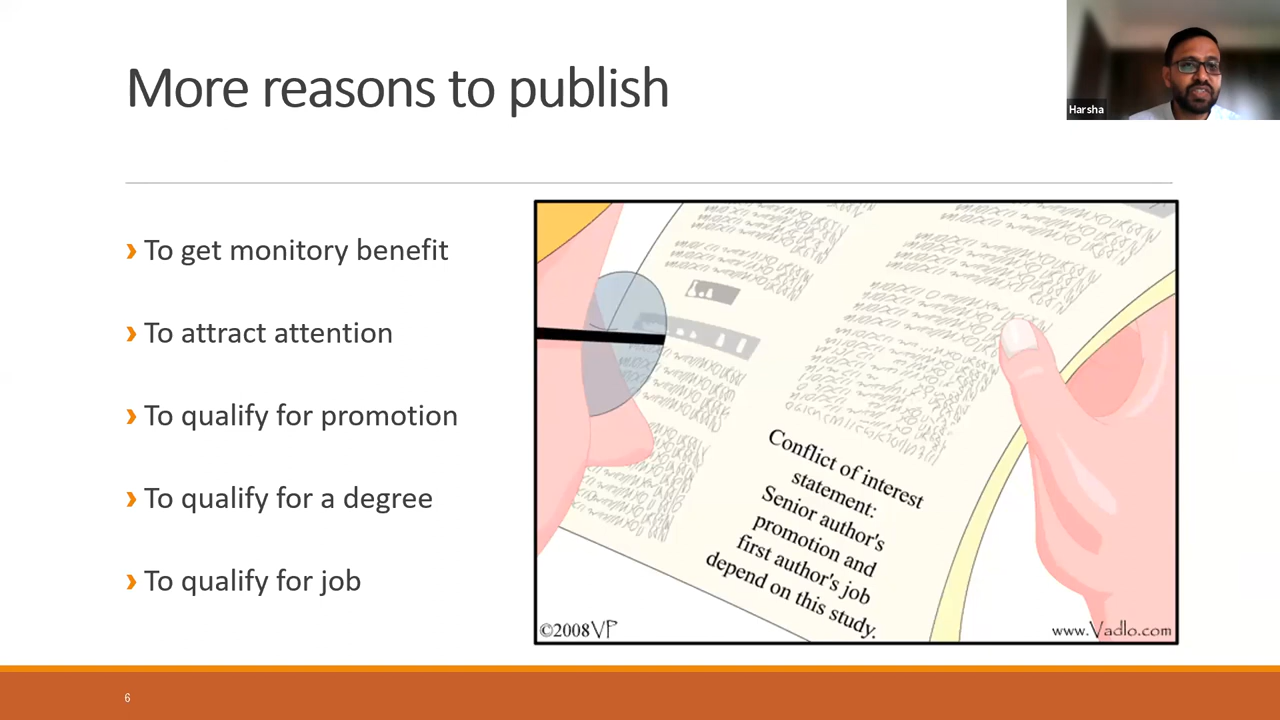 More reasons to publish
Harsha
› To get monitory benefit
› To attract attention
› To qualify for promotion
› To qualify for a degree
› To qualify for job
Conflict of interest
statement:
Senior author's
promotion and
first author's job
depend on this study.
©2008 VP
www.Vadlo.com
6